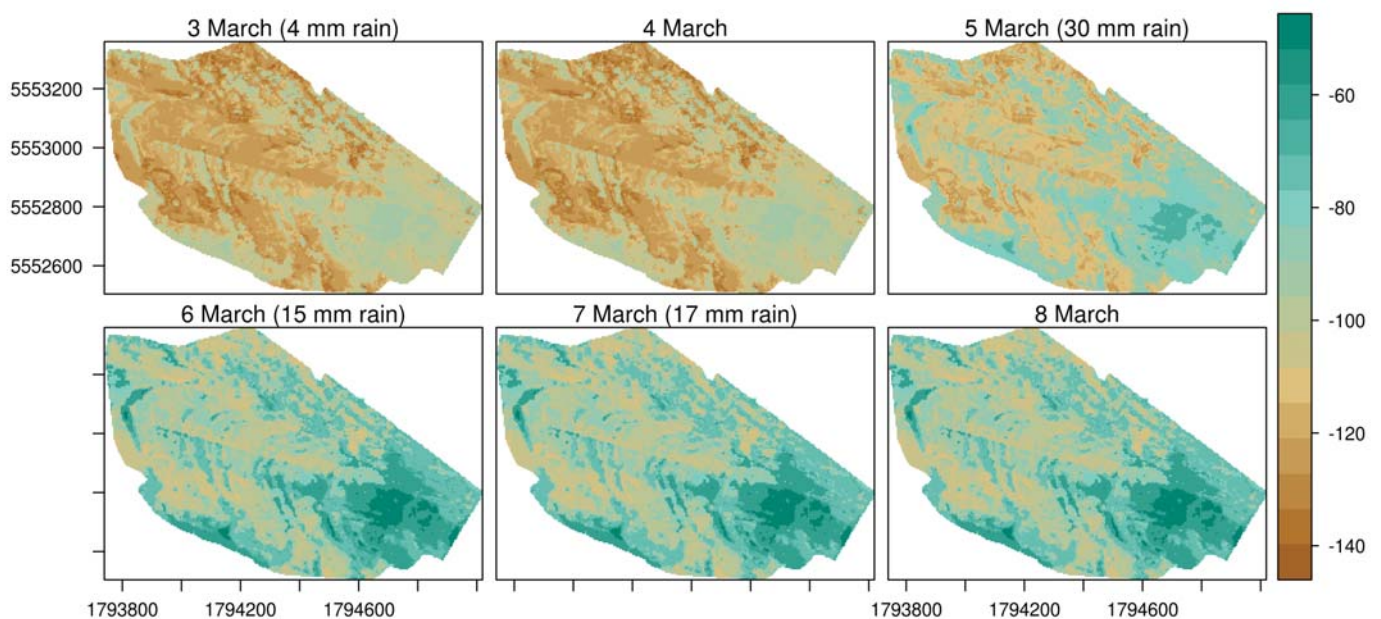 3 March (4 mm rain)
4 March
5 March (30 mm rain)
5553200
5553000
5552800
5552600
-60
-80
-100
-120
-140
6 March (15 mm rain)
7 March (17 mm rain)
8 March
1793800
1794200
1794600
1793800
1794200
1794600